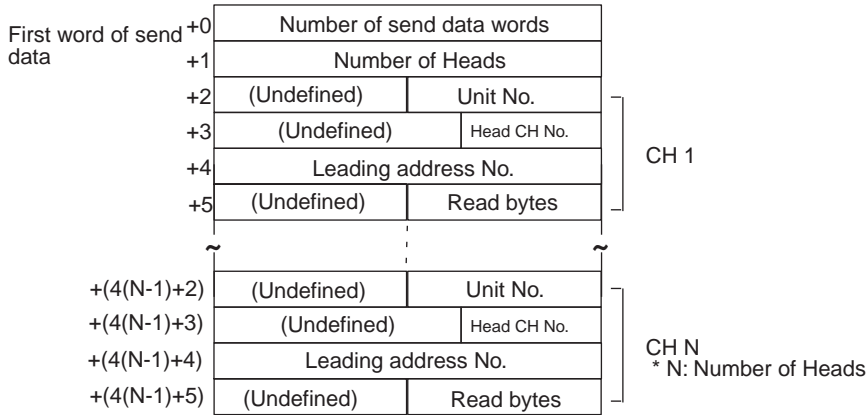 First word of send data
+0 Number of send data words
+1 Number of Heads
+2 (Undefined) Unit No.
+3 (Undefined) Head CH No.
+4 Leading address No.
+5 (Undefined) Read bytes
CH 1
~ ~
+(4(N-1)+2) (Undefined) Unit No.
+(4(N-1)+3) (Undefined) Head CH No.
+(4(N-1)+4) Leading address No.
+(4(N-1)+5) (Undefined) Read bytes
CH N
* N: Number of Heads